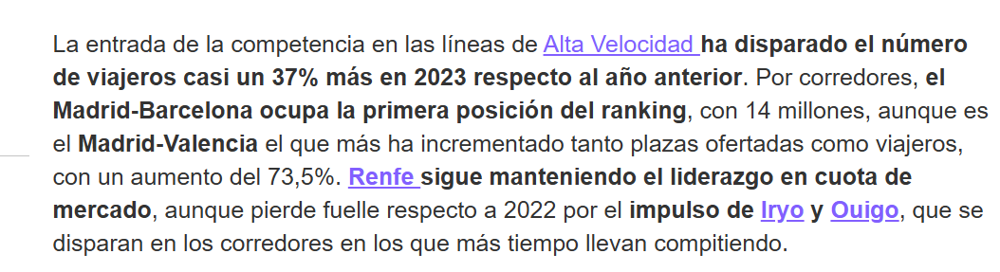 La entrada de la competencia en las líneas de Alta Velocidad ha disparado el número
de viajeros casi un 37% más en 2023 respecto al año anterior. Por corredores, el
Madrid-Barcelona ocupa la primera posición del ranking, con 14 millones, aunque es
el Madrid-Valencia el que más ha incrementado tanto plazas ofertadas como viajeros,
con un aumento del 73,5%. Renfe sigue manteniendo el liderazgo en cuota de
mercado, aunque pierde fuelle respecto a 2022 por el impulso de Iryo y Ouigo, que se
disparan en los corredores en los que más tiempo llevan compitiendo.